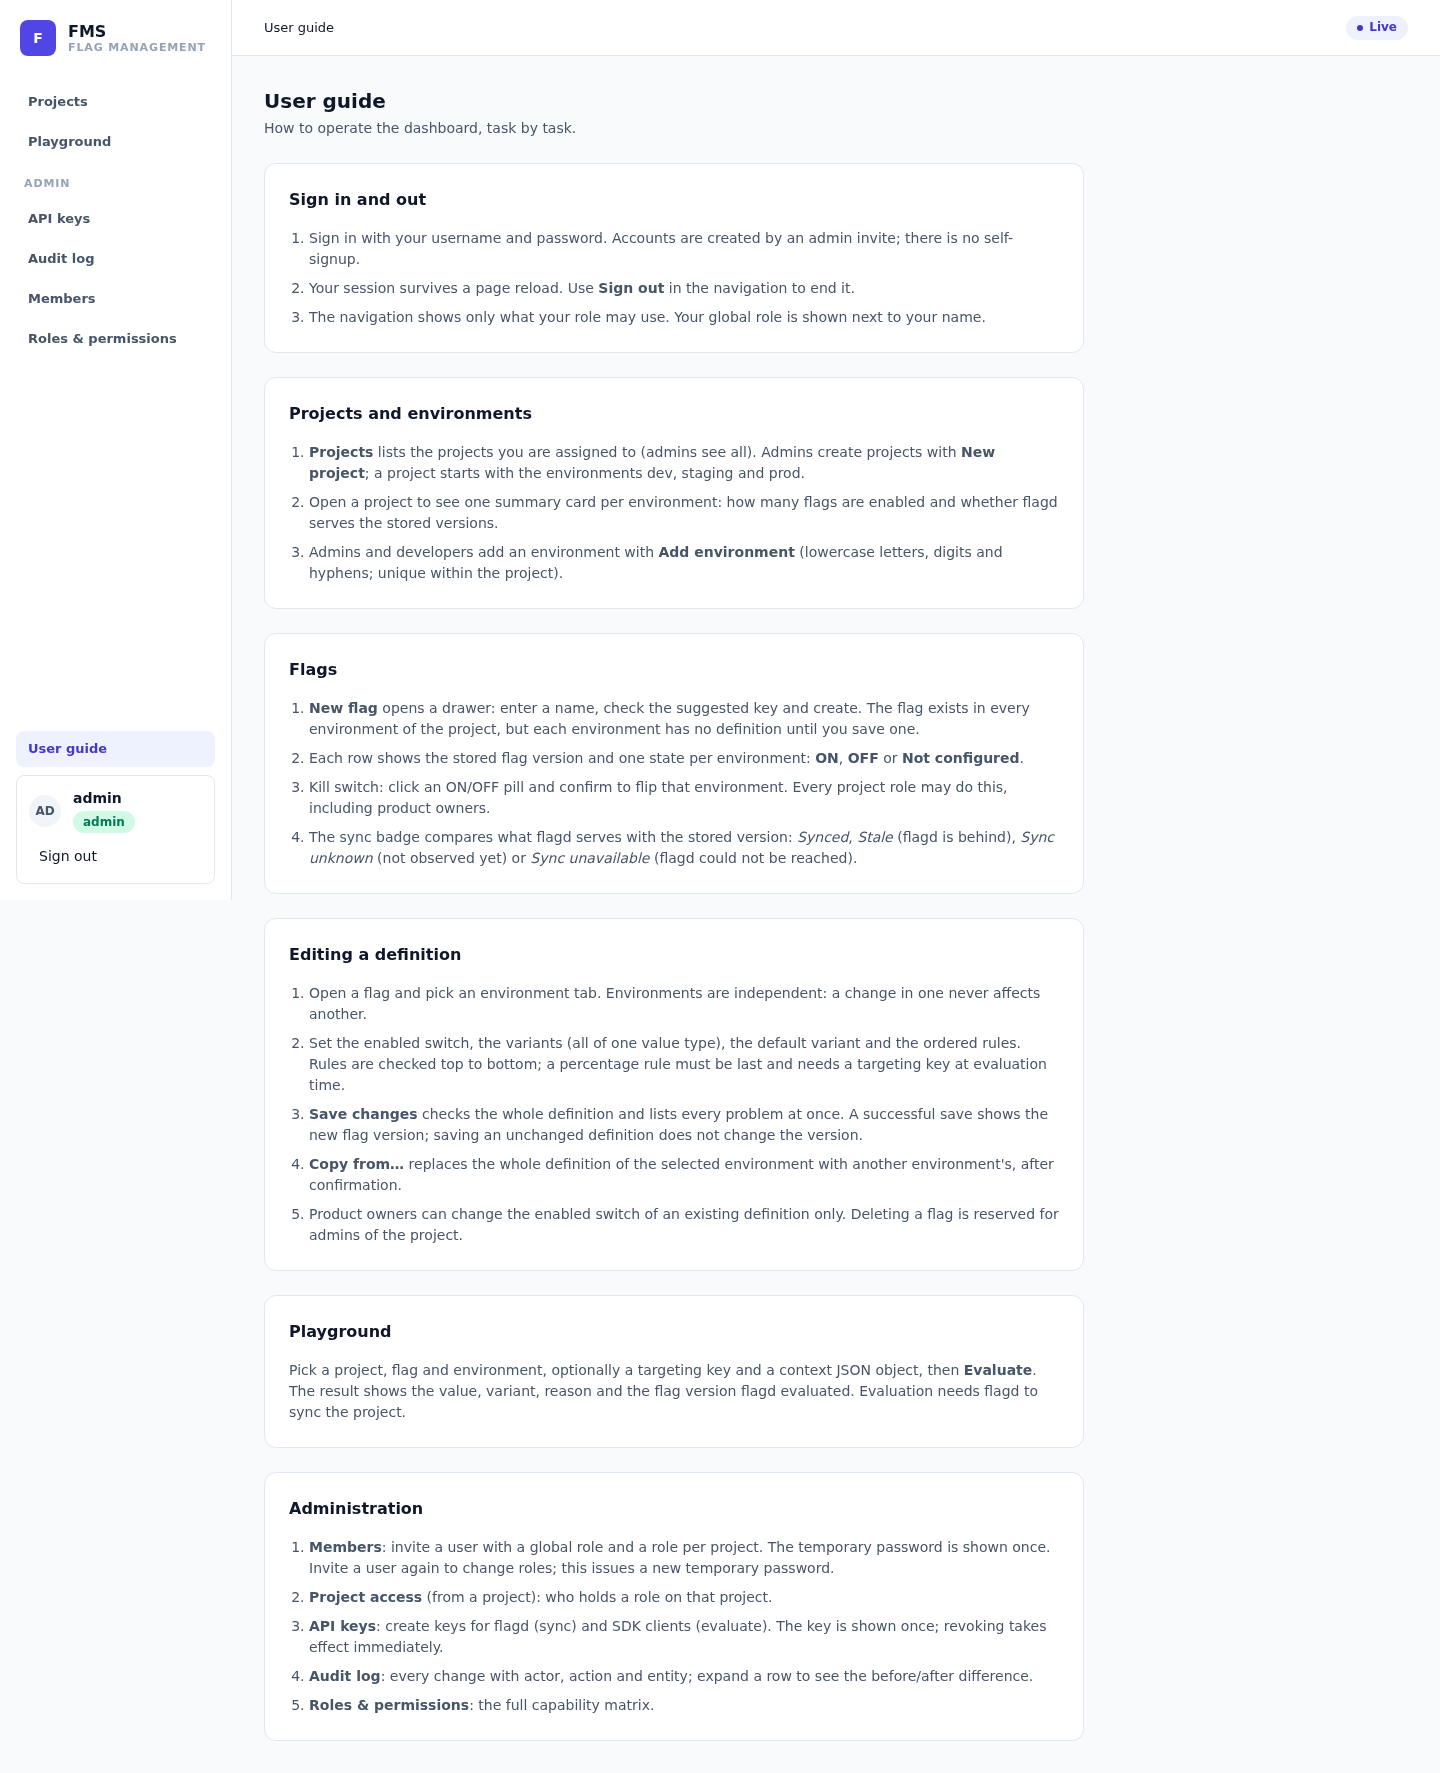 F
FMS
FLAG MANAGEMENT
Projects
Playground
ADMIN
API keys
Audit log
Members
Roles & permissions
User guide
AD
admin
admin
Sign out
User guide
Live
User guide
How to operate the dashboard, task by task.
Sign in and out
1. Sign in with your username and password. Accounts are created by an admin invite; there is no self-
signup.
2. Your session survives a page reload. Use Sign out in the navigation to end it.
3. The navigation shows only what your role may use. Your global role is shown next to your name.
Projects and environments
1. Projects lists the projects you are assigned to (admins see all). Admins create projects with New
project; a project starts with the environments dev, staging and prod.
2. Open a project to see one summary card per environment: how many flags are enabled and whether flagd
serves the stored versions.
3. Admins and developers add an environment with Add environment (lowercase letters, digits and
hyphens; unique within the project).
Flags
1. New flag opens a drawer: enter a name, check the suggested key and create. The flag exists in every
environment of the project, but each environment has no definition until you save one.
2. Each row shows the stored flag version and one state per environment: ON, OFF or Not configured.
3. Kill switch: click an ON/OFF pill and confirm to flip that environment. Every project role may do this,
including product owners.
4. The sync badge compares what flagd serves with the stored version: Synced, Stale (flagd is behind), Sync
unknown (not observed yet) or Sync unavailable (flagd could not be reached).
Editing a definition
1. Open a flag and pick an environment tab. Environments are independent: a change in one never affects
another.
2. Set the enabled switch, the variants (all of one value type), the default variant and the ordered rules.
Rules are checked top to bottom; a percentage rule must be last and needs a targeting key at evaluation
time.
3. Save changes checks the whole definition and lists every problem at once. A successful save shows the
new flag version; saving an unchanged definition does not change the version.
4. Copy from… replaces the whole definition of the selected environment with another environment's, after
confirmation.
5. Product owners can change the enabled switch of an existing definition only. Deleting a flag is reserved for
admins of the project.
Playground
Pick a project, flag and environment, optionally a targeting key and a context JSON object, then Evaluate.
The result shows the value, variant, reason and the flag version flagd evaluated. Evaluation needs flagd to
sync the project.
Administration
1. Members: invite a user with a global role and a role per project. The temporary password is shown once.
Invite a user again to change roles; this issues a new temporary password.
2. Project access (from a project): who holds a role on that project.
3. API keys: create keys for flagd (sync) and SDK clients (evaluate). The key is shown once; revoking takes
effect immediately.
4. Audit log: every change with actor, action and entity; expand a row to see the before/after difference.
5. Roles & permissions: the full capability matrix.